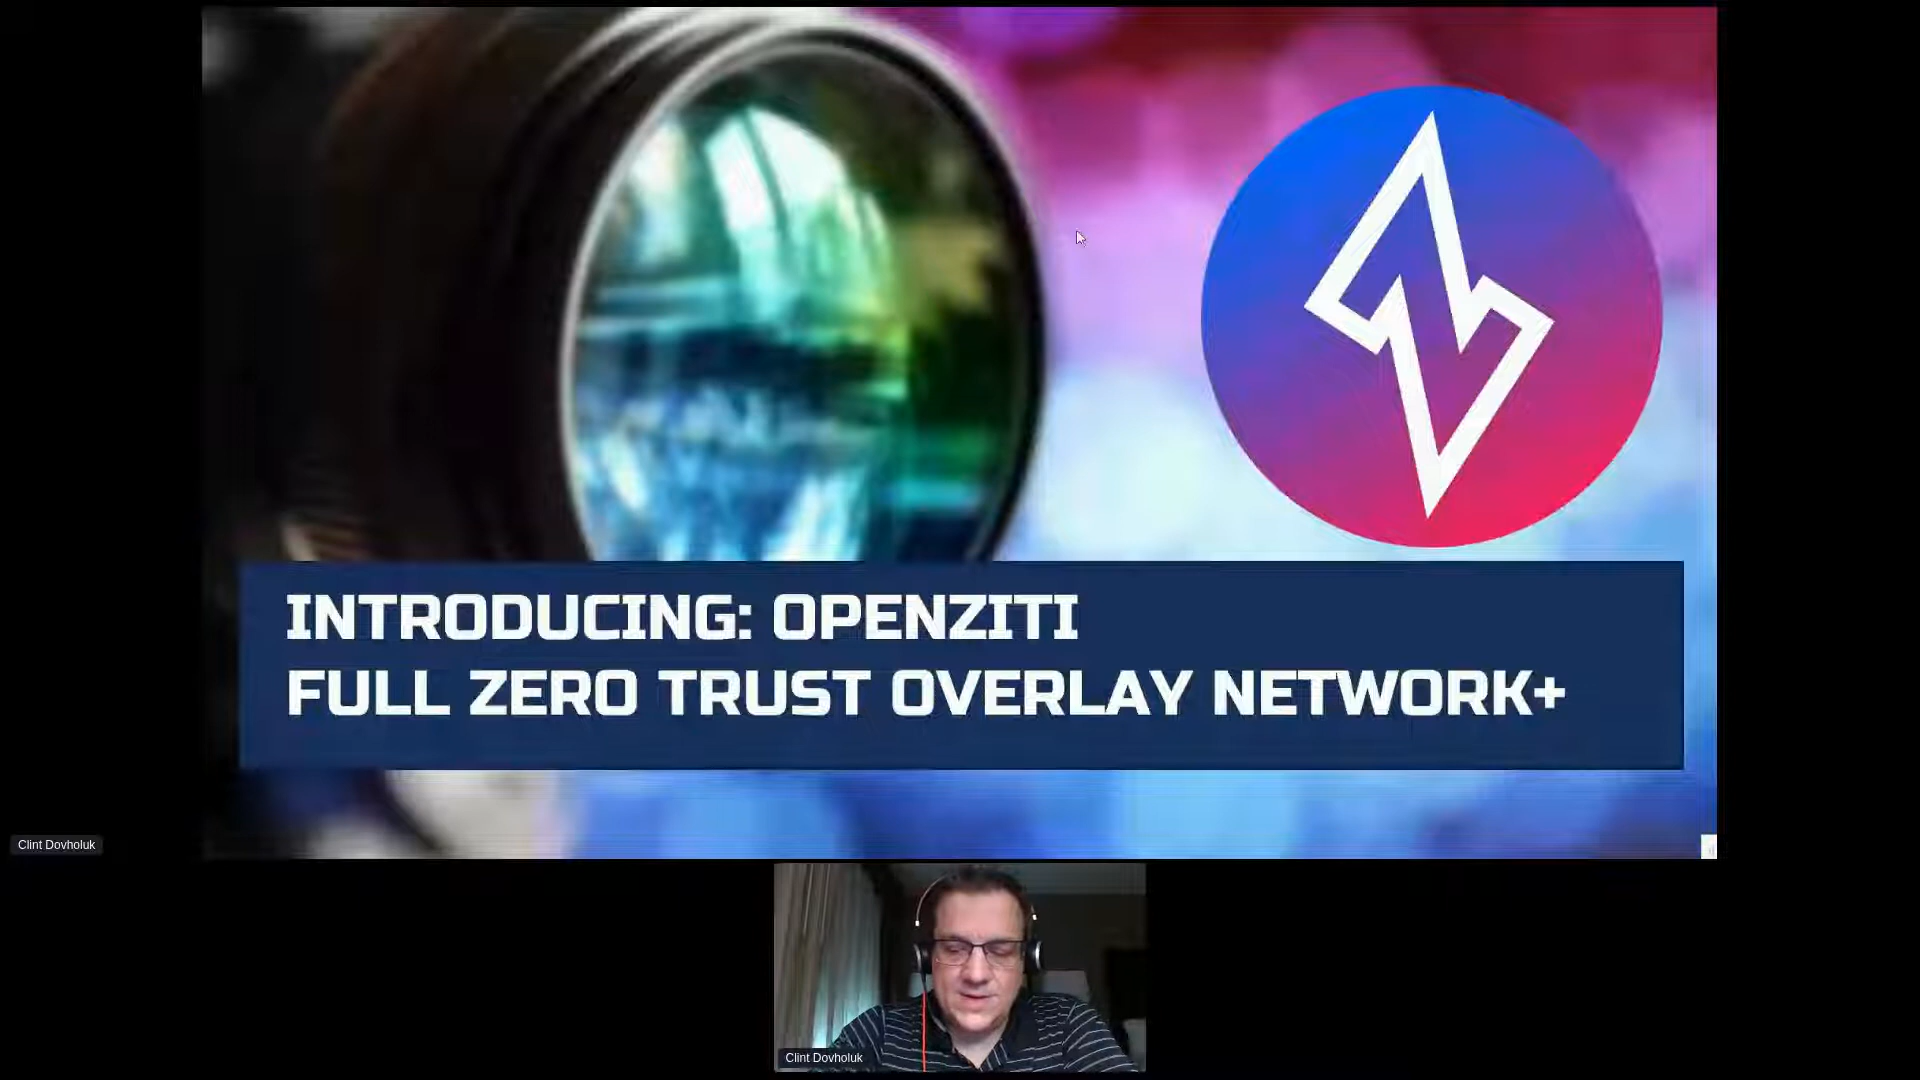 INTRODUCING: OPENZITI
FULL ZERO TRUST OVERLAY NETWORK+
Clint Dovholuk
Clint Dovholuk